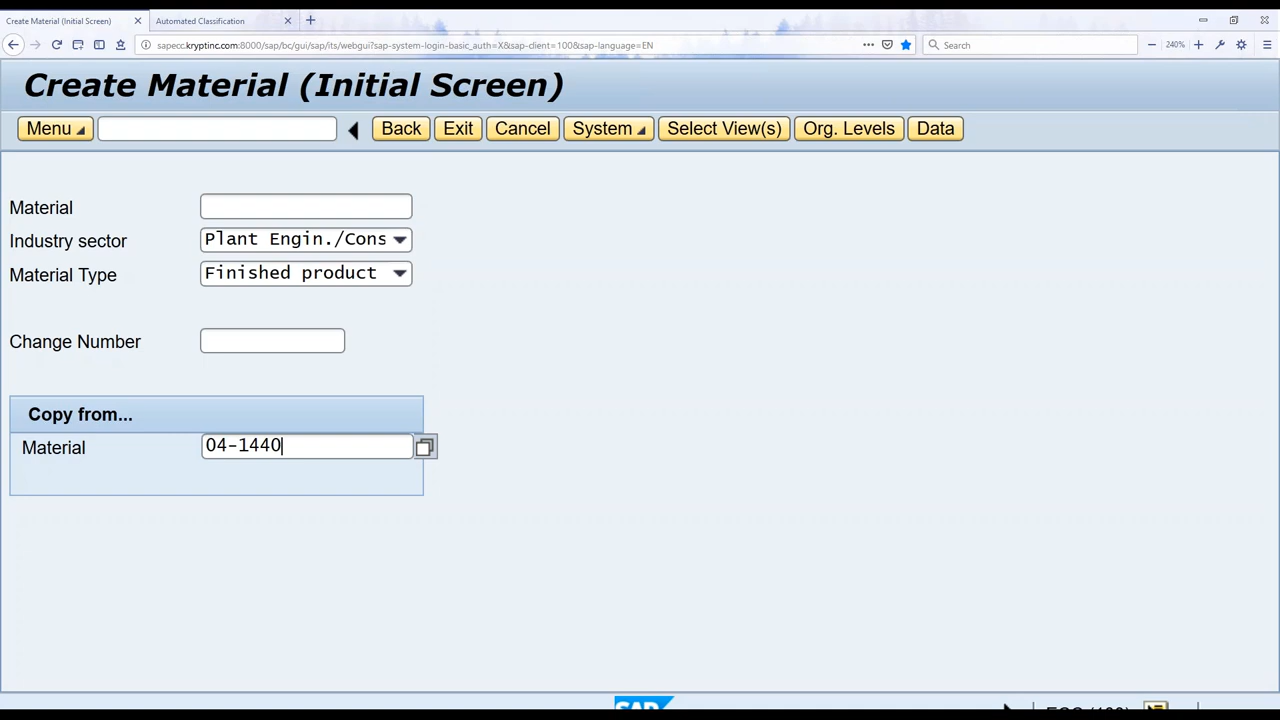 Create Material (Initial Screen)
Automated Classification
sapecc.kryptinc.com:8000/sap/bc/gui/sap/its/webgui?sap-system-login-basic_auth=X&sap-client=100&sap-language=EN
Search
240%
Create Material (Initial Screen)
Menu
Back
Exit
Cancel
System
Select View(s)
Org. Levels
Data
Material
Industry sector
Plant Engin./Cons
Material Type
Finished product
Change Number
Copy from...
Material
04-1440
SAP